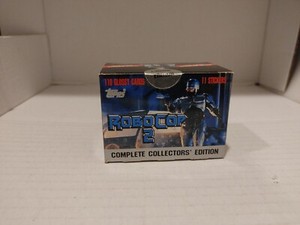 110 GLOSSY CARDS 11 STICKERS
Topps
ROBOCOP
2
COMPLETE COLLECTORS' EDITION